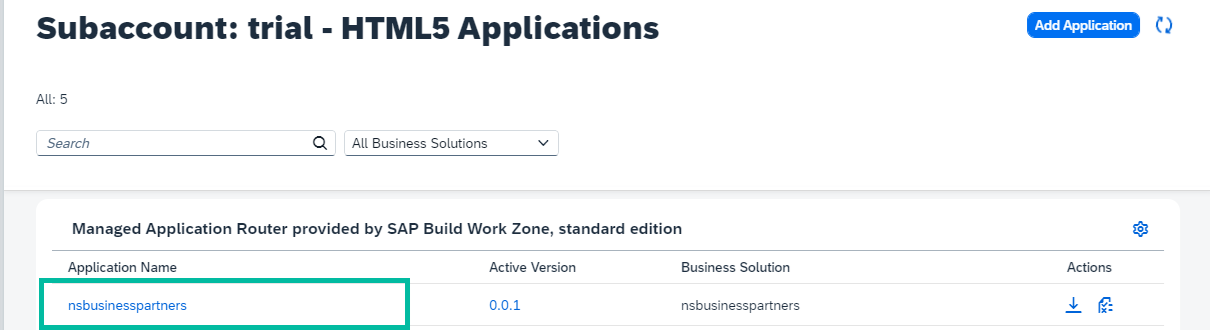 Subaccount: trial - HTML5 Applications
Add Application
All: 5
Search
All Business Solutions
Managed Application Router provided by SAP Build Work Zone, standard edition
Application Name Active Version Business Solution Actions
nsbusinesspartners 0.0.1 nsbusinesspartners